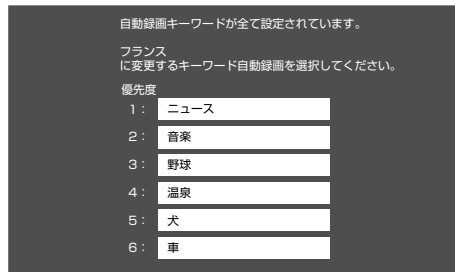 自動録画キーワードが全て設定されています。
フランス
に変更するキーワード自動録画を選択してください。
優先度
1： ニュース
2： 音楽
3： 野球
4： 温泉
5： 犬
6： 車